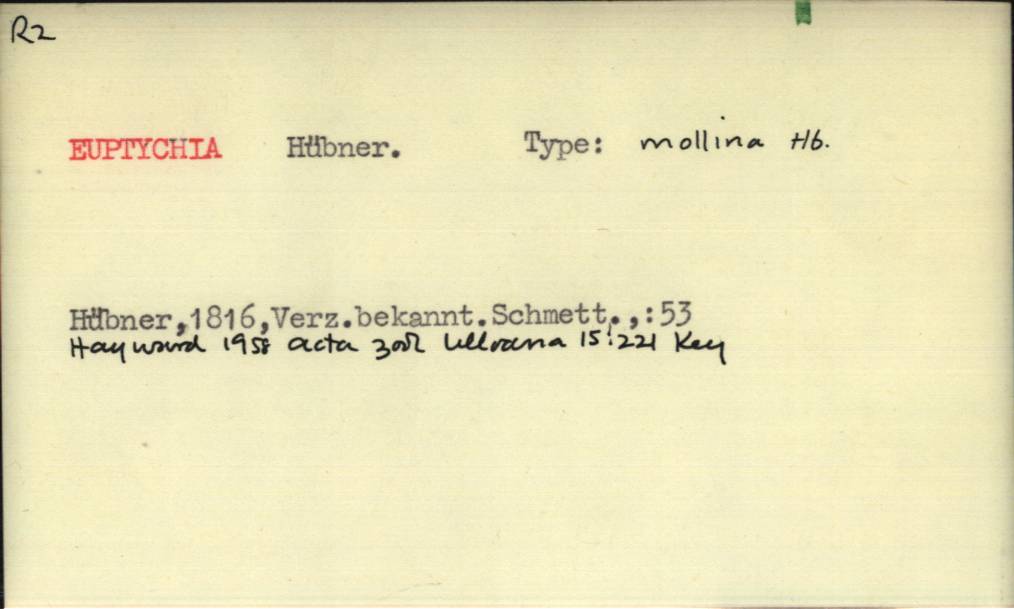 R2
EUPTYCHIA Hübner. Type: mollina Hb.
Hübner,1816,Verz.bekannt.Schmett.,:53
Hayward 1958 acta zool lilloana 15:221 Key